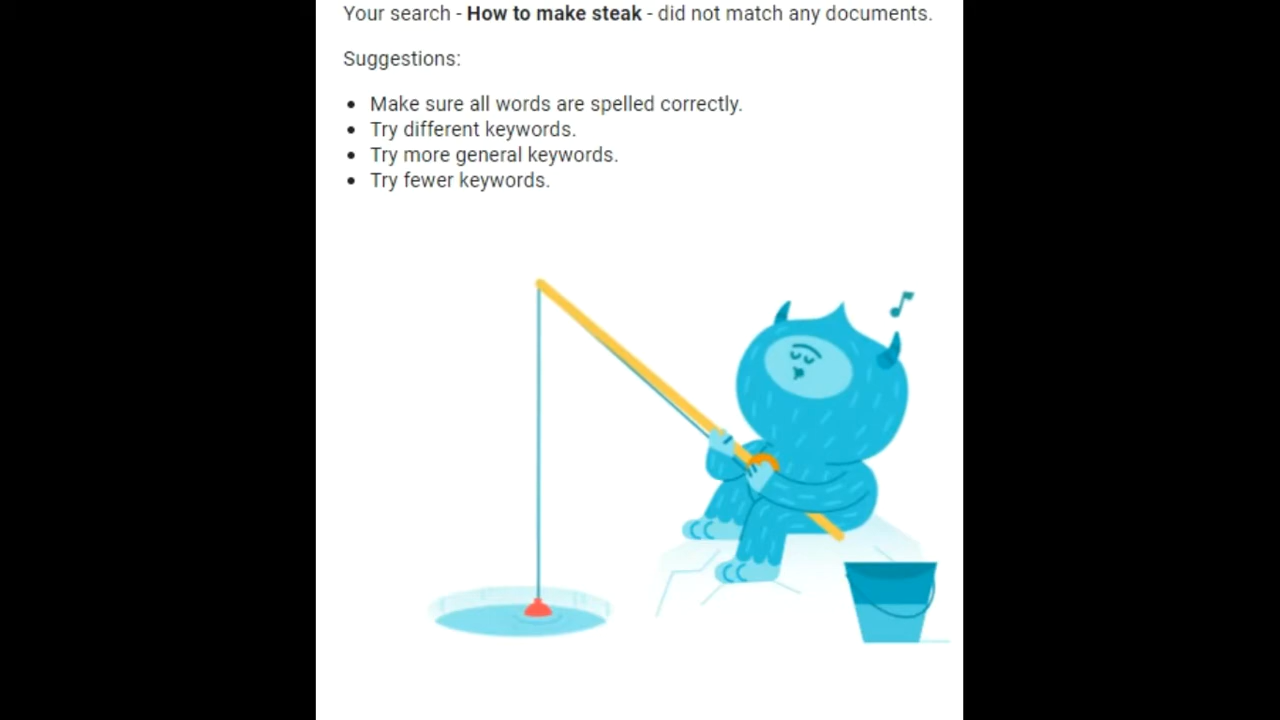 Your search - How to make steak - did not match any documents.
Suggestions:
Make sure all words are spelled correctly.
Try different keywords.
Try more general keywords.
Try fewer keywords.